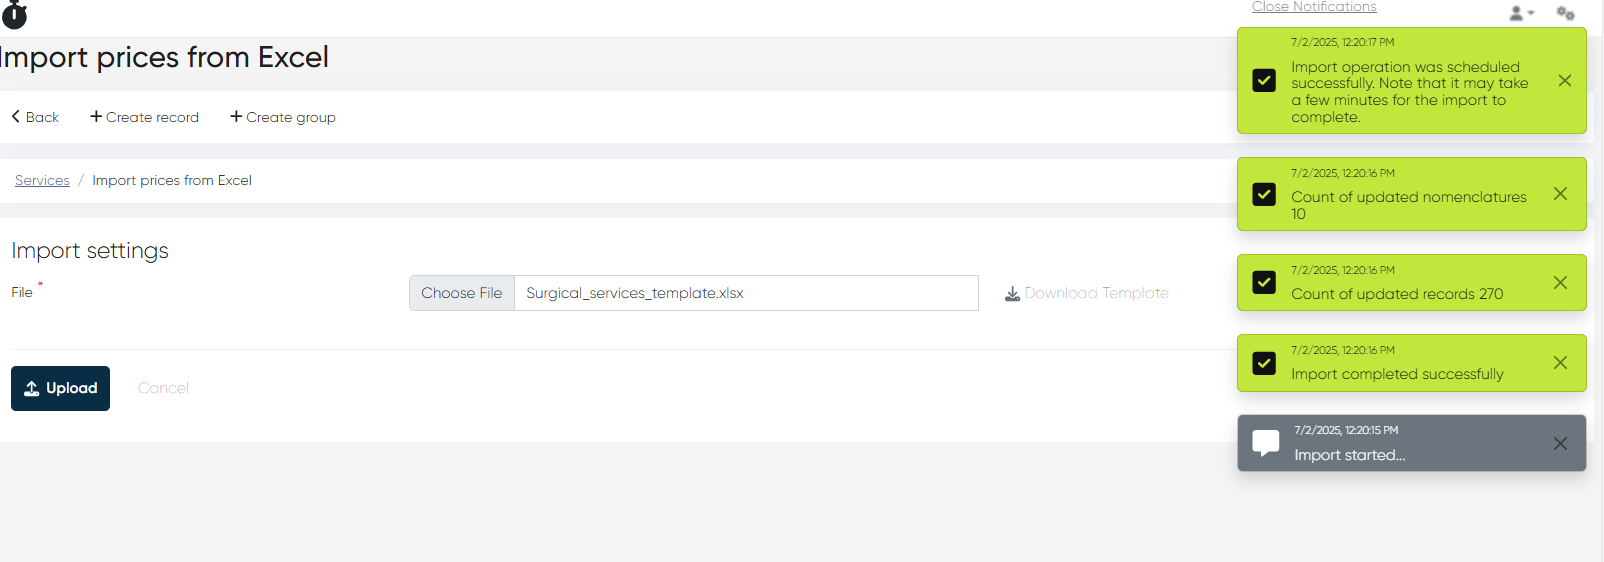 Close Notifications
Import prices from Excel
Back
Create record
Create group
Services / Import prices from Excel
Import settings
File *
Choose File
Surgical_services_template.xlsx
Download Template
Upload
Cancel
7/2/2025, 12:20:17 PM
Import operation was scheduled
successfully. Note that it may take
a few minutes for the import to
complete.
7/2/2025, 12:20:16 PM
Count of updated nomenclatures
10
7/2/2025, 12:20:16 PM
Count of updated records 270
7/2/2025, 12:20:16 PM
Import completed successfully
7/2/2025, 12:20:15 PM
Import started...